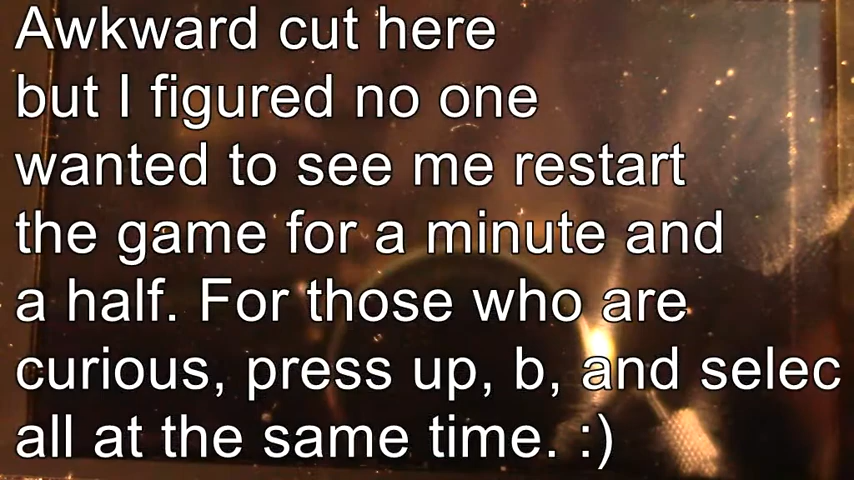 Awkward cut here
but I figured no one
wanted to see me restart
the game for a minute and
a half. For those who are
curious, press up, b, and selec
all at the same time. :)